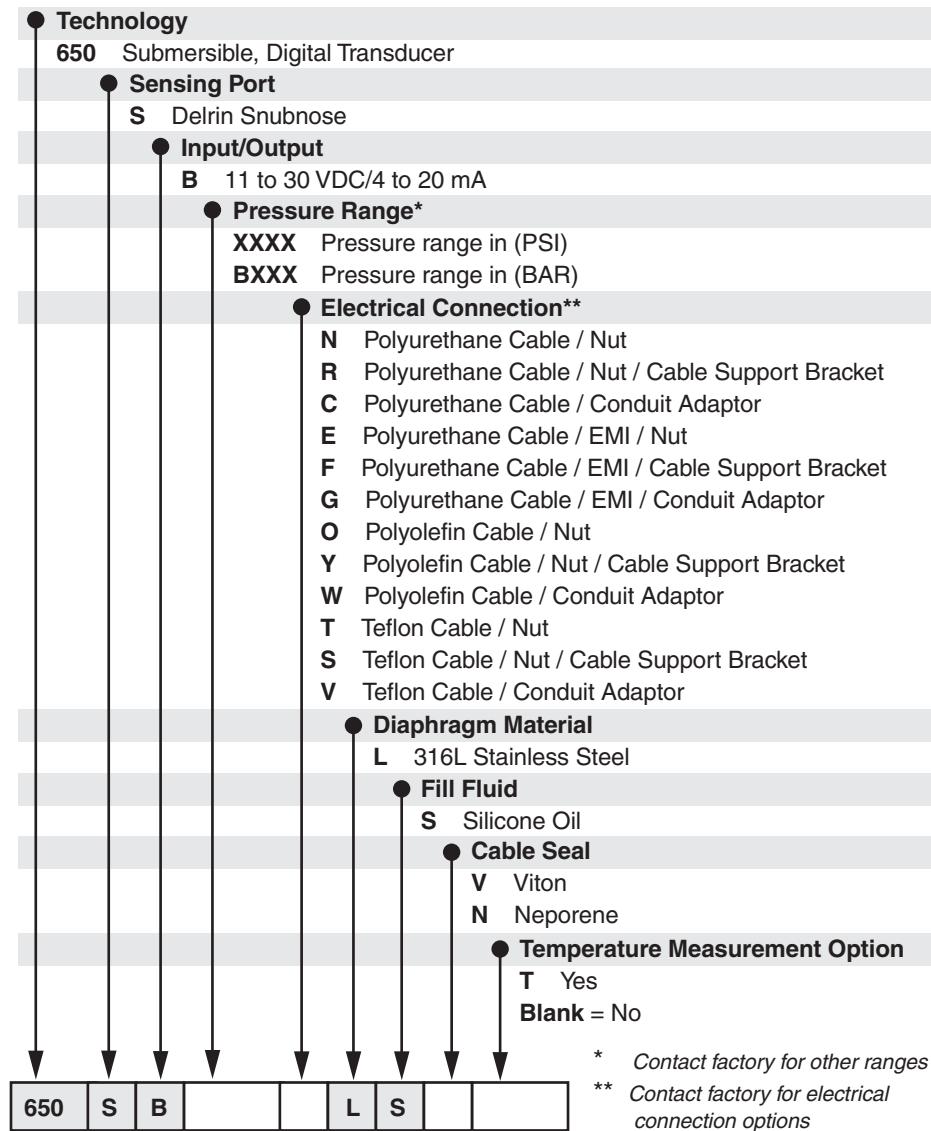 Technology
650 Submersible, Digital Transducer
Sensing Port
S Delrin Snubnose
Input/Output
B 11 to 30 VDC/4 to 20 mA
Pressure Range*
XXXX Pressure range in (PSI)
BXXX Pressure range in (BAR)
Electrical Connection**
N Polyurethane Cable / Nut
R Polyurethane Cable / Nut / Cable Support Bracket
C Polyurethane Cable / Conduit Adaptor
E Polyurethane Cable / EMI / Nut
F Polyurethane Cable / EMI / Cable Support Bracket
G Polyurethane Cable / EMI / Conduit Adaptor
O Polyolefin Cable / Nut
Y Polyolefin Cable / Nut / Cable Support Bracket
W Polyolefin Cable / Conduit Adaptor
T Teflon Cable / Nut
S Teflon Cable / Nut / Cable Support Bracket
V Teflon Cable / Conduit Adaptor
Diaphragm Material
L 316L Stainless Steel
Fill Fluid
S Silicone Oil
Cable Seal
V Viton
N Neporene
Temperature Measurement Option
T Yes
Blank = No
* Contact factory for other ranges
** Contact factory for electrical
connection options
650 S B L S